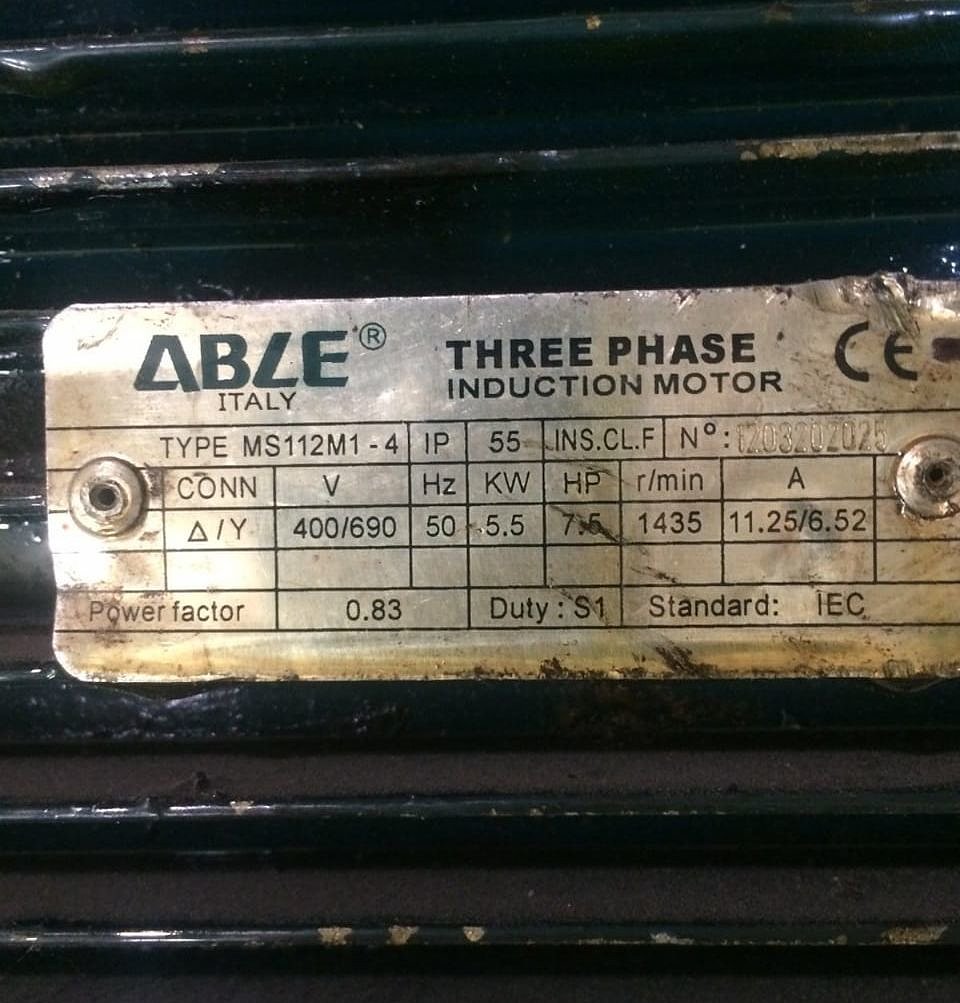 ABLE® THREE PHASE CE
ITALY INDUCTION MOTOR
TYPE MS112M1-4 IP 55 INS.CL.F Nº: 1203202025
CONN V Hz KW HP r/min A
Δ/Y 400/690 50 5.5 7.5 1435 11.25/6.52
Power factor 0.83 Duty: S1 Standard: IEC